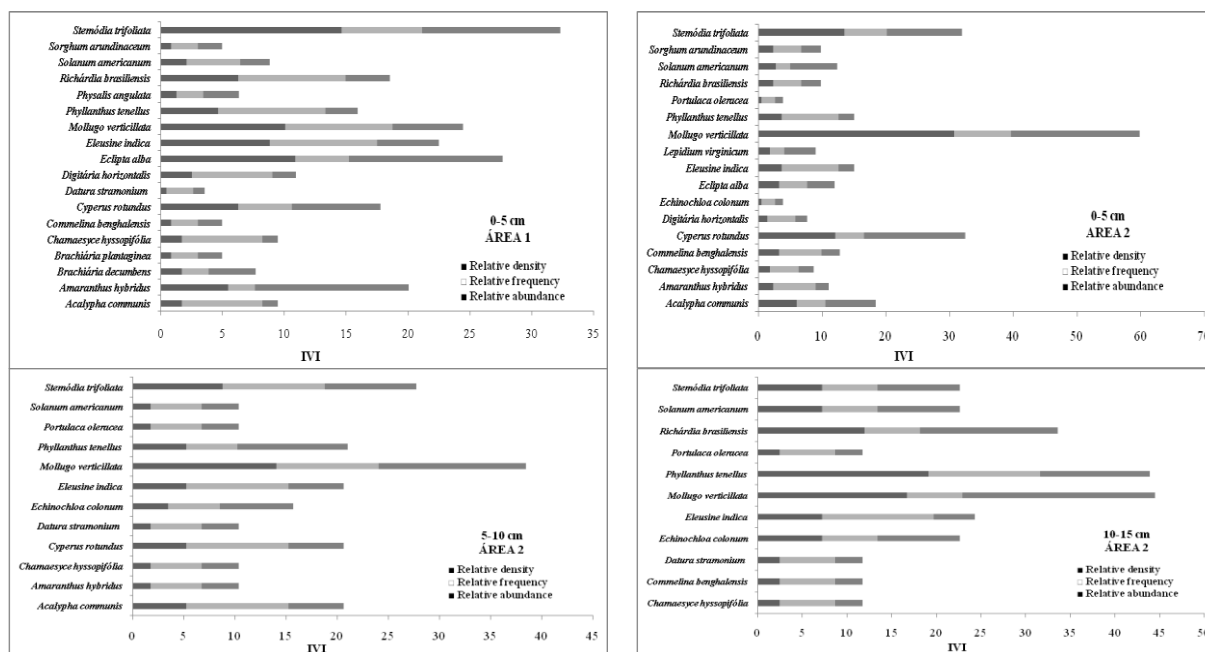 Stemódia trifoliata
Sorghum arundinaceum
Solanum americanum
Richárdia brasiliensis
Physalis angulata
Phyllanthus tenellus
Mollugo verticillata
Eleusine indica
Eclipta alba
Digitária horizontalis
Datura stramonium
Cyperus rotundus
Commelina benghalensis
Chamaesyce hyssopifólia
Brachiária plantaginea
Brachiária decumbens
Amaranthus hybridus
Acalypha communis
0-5 cm
ÁREA 1
Relative density
Relative frequency
Relative abundance
0 5 10 15 20 25 30 35
IVI
Stemódia trifoliata
Sorghum arundinaceum
Solanum americanum
Richárdia brasiliensis
Portulaca oleracea
Phyllanthus tenellus
Mollugo verticillata
Lepidium virginicum
Eleusine indica
Eclipta alba
Echinochloa colonum
Digitária horizontalis
Cyperus rotundus
Commelina benghalensis
Chamaesyce hyssopifólia
Amaranthus hybridus
Acalypha communis
0-5 cm
ÁREA 2
Relative density
Relative frequency
Relative abundance
0 10 20 30 40 50 60 70
IVI
Stemódia trifoliata
Solanum americanum
Portulaca oleracea
Phyllanthus tenellus
Mollugo verticillata
Eleusine indica
Echinochloa colonum
Datura stramonium
Cyperus rotundus
Chamaesyce hyssopifólia
Amaranthus hybridus
Acalypha communis
5-10 cm
ÁREA 2
Relative density
Relative frequency
Relative abundance
0 5 10 15 20 25 30 35 40 45
IVI
Stemódia trifoliata
Solanum americanum
Richárdia brasiliensis
Portulaca oleracea
Phyllanthus tenellus
Mollugo verticillata
Eleusine indica
Echinochloa colonum
Datura stramonium
Commelina benghalensis
Chamaesyce hyssopifólia
10-15 cm
ÁREA 2
Relative density
Relative frequency
Relative abundance
0 5 10 15 20 25 30 35 40 45 50
IVI